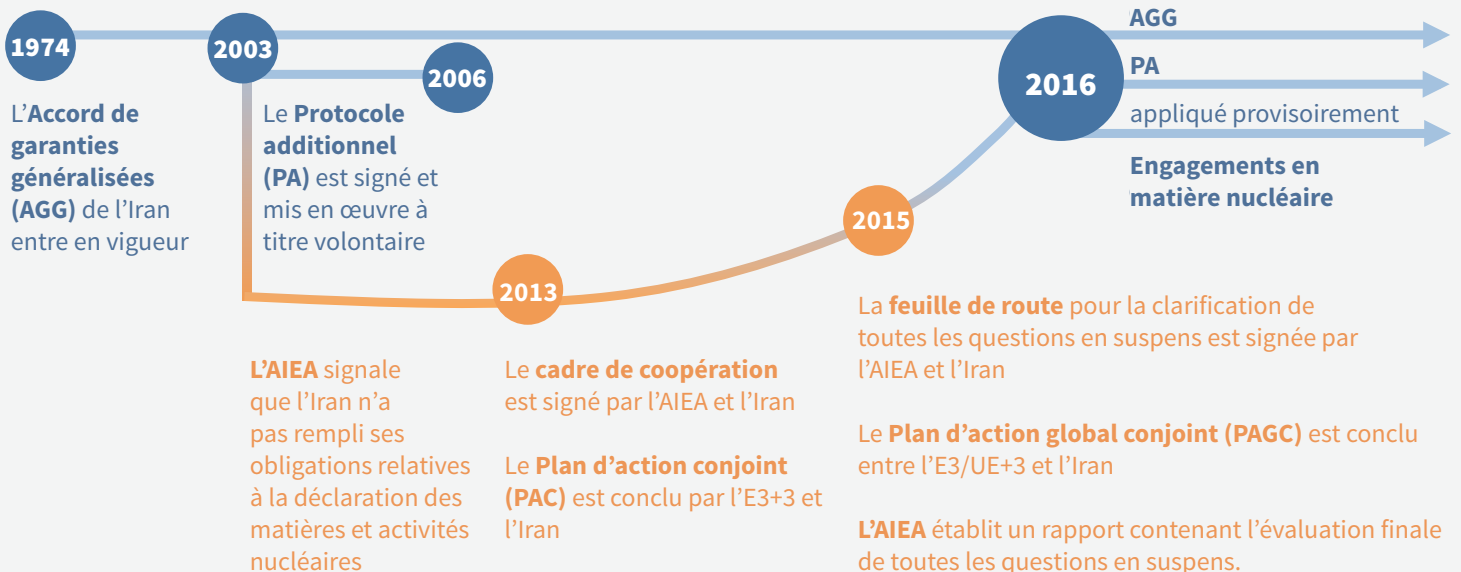 1974
L'Accord de
garanties
généralisées
(AGG) de l'Iran
entre en vigueur
2003
Le Protocole
additionnel
(PA) est signé et
mis en œuvre à
titre volontaire
2006
L'AIEA signale
que l'Iran n'a
pas rempli ses
obligations relatives
à la déclaration des
matières et activités
nucléaires
2013
Le cadre de coopération
est signé par l'AIEA et l'Iran
Le Plan d'action conjoint
(PAC) est conclu par l'E3+3 et
l'Iran
2015
La feuille de route pour la clarification de
toutes les questions en suspens est signée par
l'AIEA et l'Iran
Le Plan d'action global conjoint (PAGC) est conclu
entre l'E3/UE+3 et l'Iran
L'AIEA établit un rapport contenant l'évaluation finale
de toutes les questions en suspens.
2016
AGG
PA
appliqué provisoirement
Engagements en
matière nucléaire